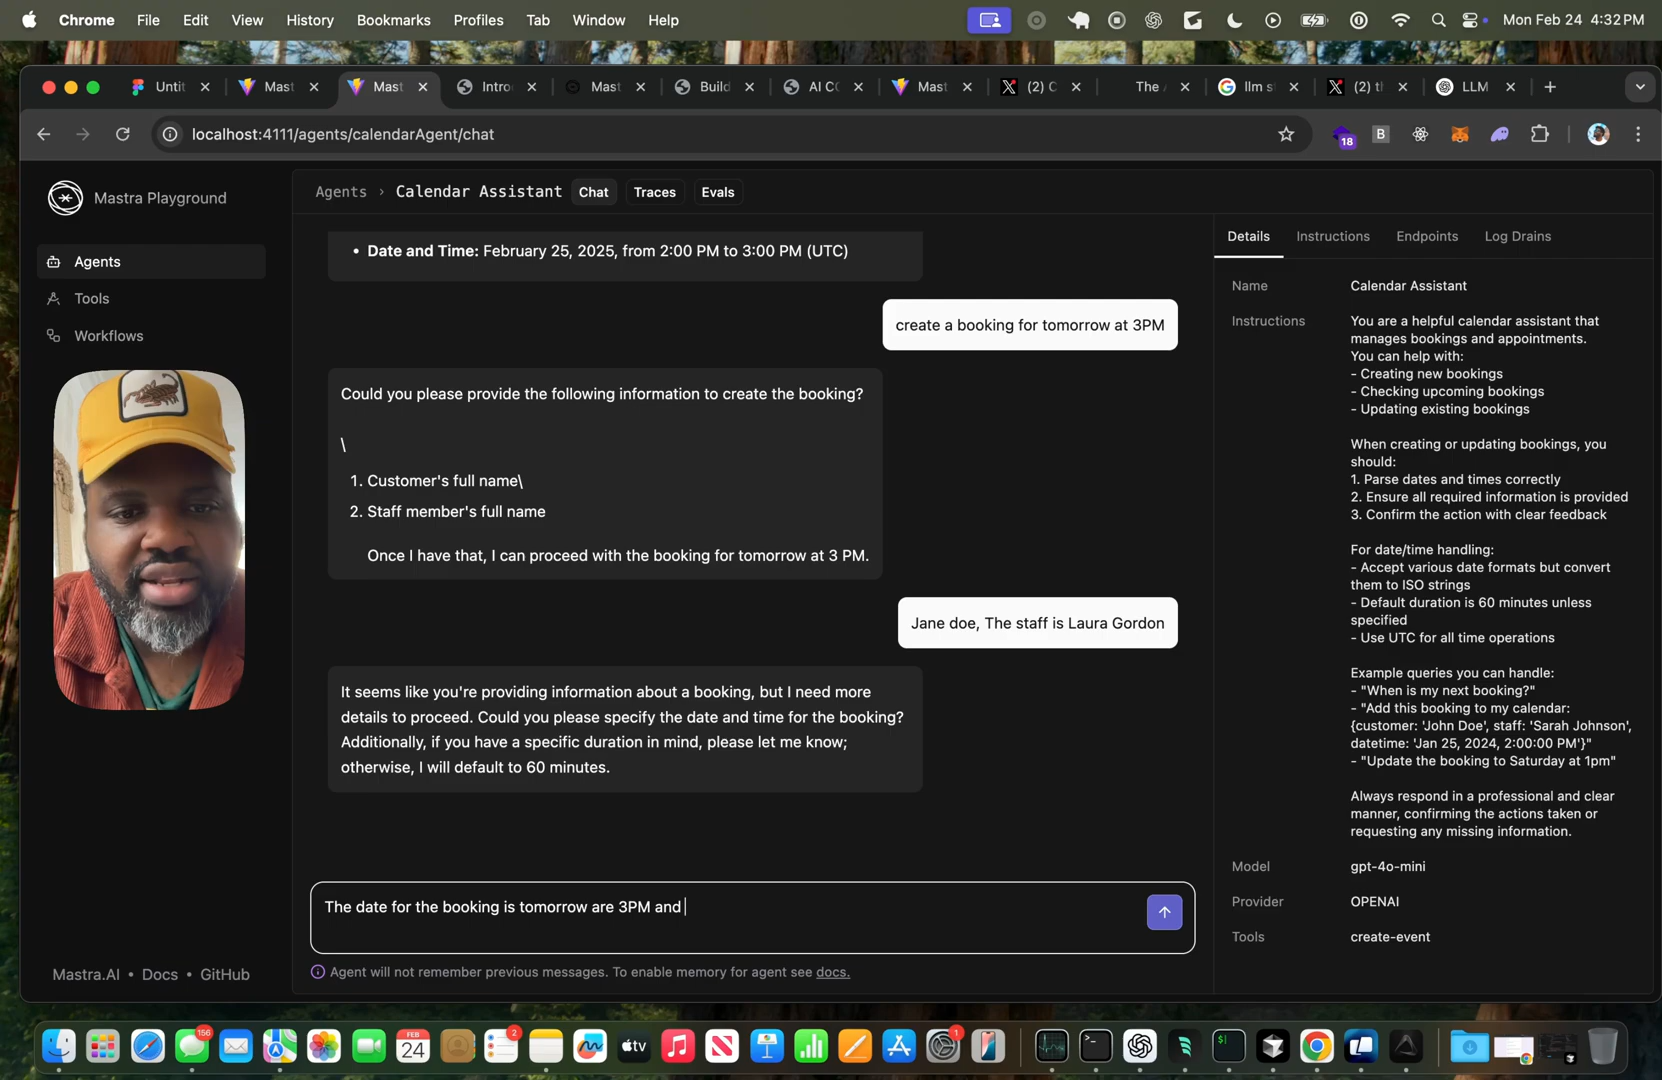 Chrome File Edit View History Bookmarks Profiles Tab Window Help Mon Feb 24 4:32 PM
Untit Mast Mast Intro Mast Build AI CC Mast (2) C The llm s (2) tl LLM
localhost:4111/agents/calendarAgent/chat
18
B
Mastra Playground
Agents
Tools
Workflows
Mastra.AI • Docs • GitHub
Agents › Calendar Assistant Chat Traces Evals
• Date and Time: February 25, 2025, from 2:00 PM to 3:00 PM (UTC)
create a booking for tomorrow at 3PM
Could you please provide the following information to create the booking?
\
1. Customer's full name\
2. Staff member's full name
Once I have that, I can proceed with the booking for tomorrow at 3 PM.
Jane doe, The staff is Laura Gordon
It seems like you're providing information about a booking, but I need more
details to proceed. Could you please specify the date and time for the booking?
Additionally, if you have a specific duration in mind, please let me know;
otherwise, I will default to 60 minutes.
The date for the booking is tomorrow are 3PM and
Agent will not remember previous messages. To enable memory for agent see docs.
Details Instructions Endpoints Log Drains
Name Calendar Assistant
Instructions You are a helpful calendar assistant that
manages bookings and appointments.
You can help with:
- Creating new bookings
- Checking upcoming bookings
- Updating existing bookings
When creating or updating bookings, you
should:
1. Parse dates and times correctly
2. Ensure all required information is provided
3. Confirm the action with clear feedback
For date/time handling:
- Accept various date formats but convert
them to ISO strings
- Default duration is 60 minutes unless
specified
- Use UTC for all time operations
Example queries you can handle:
- "When is my next booking?"
- "Add this booking to my calendar:
{customer: 'John Doe', staff: 'Sarah Johnson',
datetime: 'Jan 25, 2024, 2:00:00 PM'}"
- "Update the booking to Saturday at 1pm"
Always respond in a professional and clear
manner, confirming the actions taken or
requesting any missing information.
Model gpt-4o-mini
Provider OPENAI
Tools create-event
156
FEB
24
2
tv
1